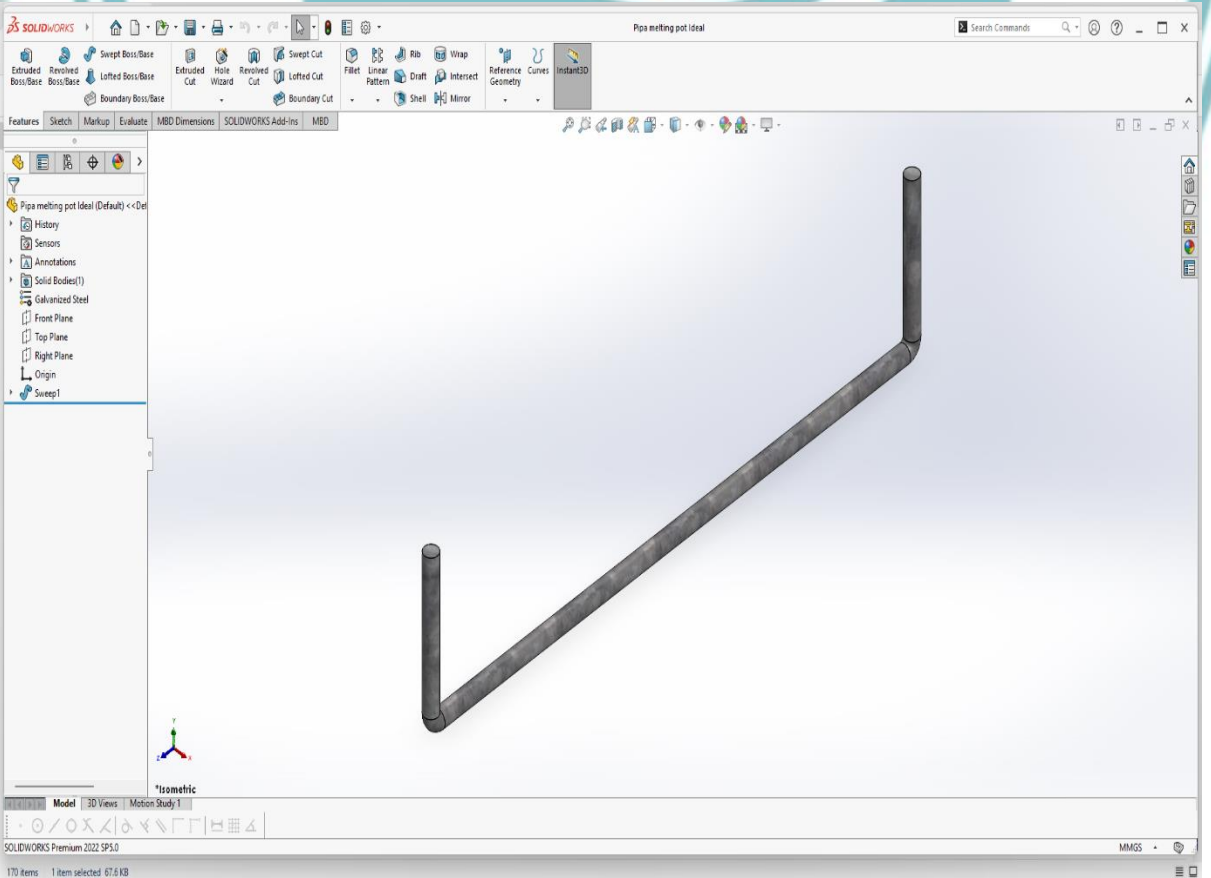 SOLIDWORKS
Pipa melting pot Ideal
Search Commands
Extruded Boss/Base
Revolved Boss/Base
Swept Boss/Base
Lofted Boss/Base
Boundary Boss/Base
Extruded Cut
Hole Wizard
Revolved Cut
Swept Cut
Lofted Cut
Boundary Cut
Fillet
Linear Pattern
Rib
Draft
Shell
Wrap
Intersect
Mirror
Reference Geometry
Curves
Instant3D
Features Sketch Markup Evaluate MBD Dimensions SOLIDWORKS Add-Ins MBD
Pipa melting pot Ideal (Default) <<Def
History
Sensors
Annotations
Solid Bodies(1)
Galvanized Steel
Front Plane
Top Plane
Right Plane
Origin
Sweep1
Y
Z
X
*Isometric
Model 3D Views Motion Study 1
SOLIDWORKS Premium 2022 SP5.0
MMGS
170 items 1 item selected 67.6 KB